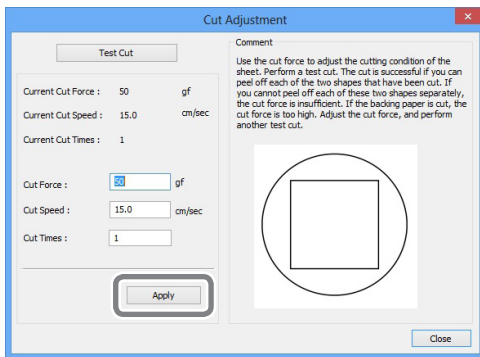 Cut Adjustment
Test Cut
Current Cut Force : 50 gf
Current Cut Speed : 15.0 cm/sec
Current Cut Times : 1
Cut Force : 50 gf
Cut Speed : 15.0 cm/sec
Cut Times : 1
Apply
Comment
Use the cut force to adjust the cutting condition of the
sheet. Perform a test cut. The cut is successful if you can
peel off each of the two shapes that have been cut. If
you cannot peel off each of these two shapes separately,
the cut force is insufficient. If the backing paper is cut, the
cut force is too high. Adjust the cut force, and perform
another test cut.
Close